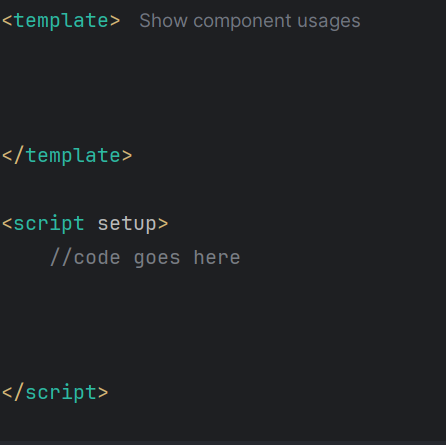 <template> Show component usages
</template>
<script setup>
//code goes here
</script>